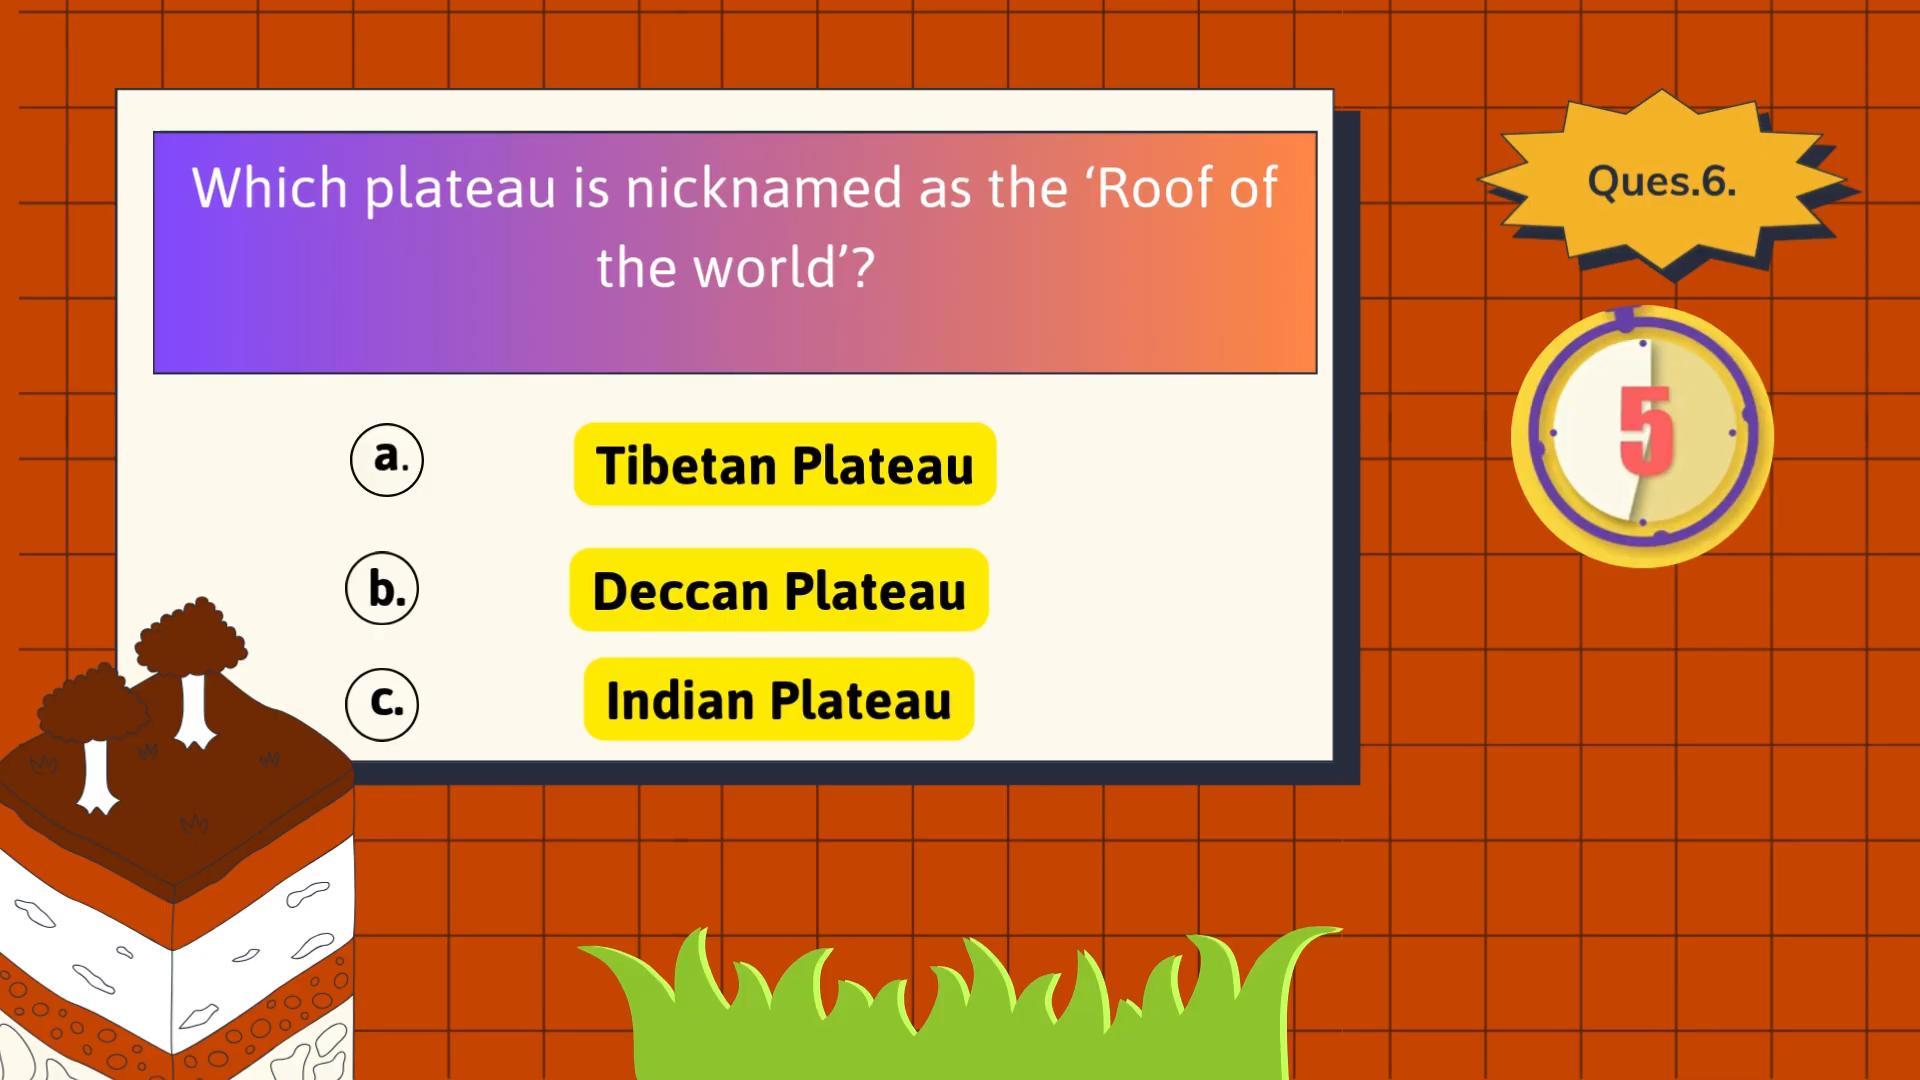 Which plateau is nicknamed as the ‘Roof of
the world’?
Ques.6.
5
a.
Tibetan Plateau
b.
Deccan Plateau
c.
Indian Plateau